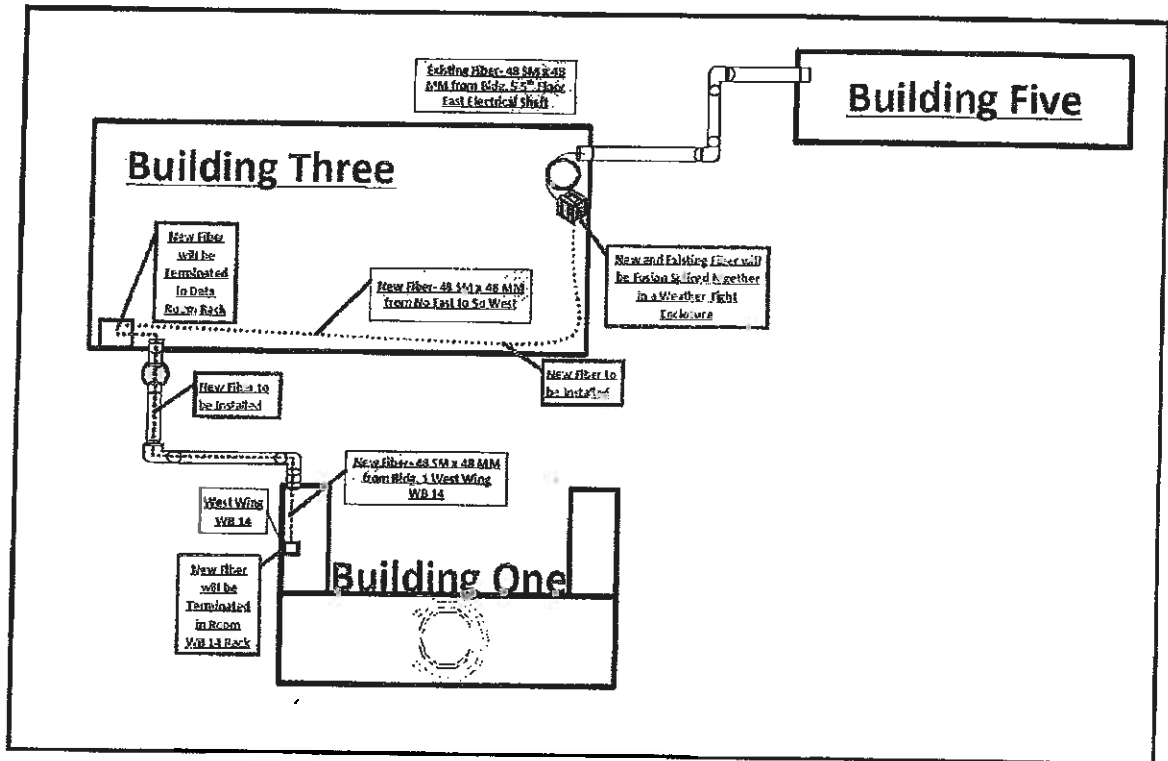 Existing Fiber- 48 SM x 48
MM from Bldg. 5 5th Floor
East Electrical Shaft
Building Five
Building Three
New Fiber
will be
Terminated
in Data
Room Rack
New Fiber- 48 SM x 48 MM
from No East to So West
New and Existing Fiber will
be Fusion Spliced together
in a Weather Tight
Enclosure
New Fiber to
be Installed
New Fiber to
be Installed
New Fiber- 48 SM x 48 MM
from Bldg. 1 West Wing
WB 14
West Wing
WB 14
New Fiber
will be
Terminated
in Room
WB 14 Rack
Building One